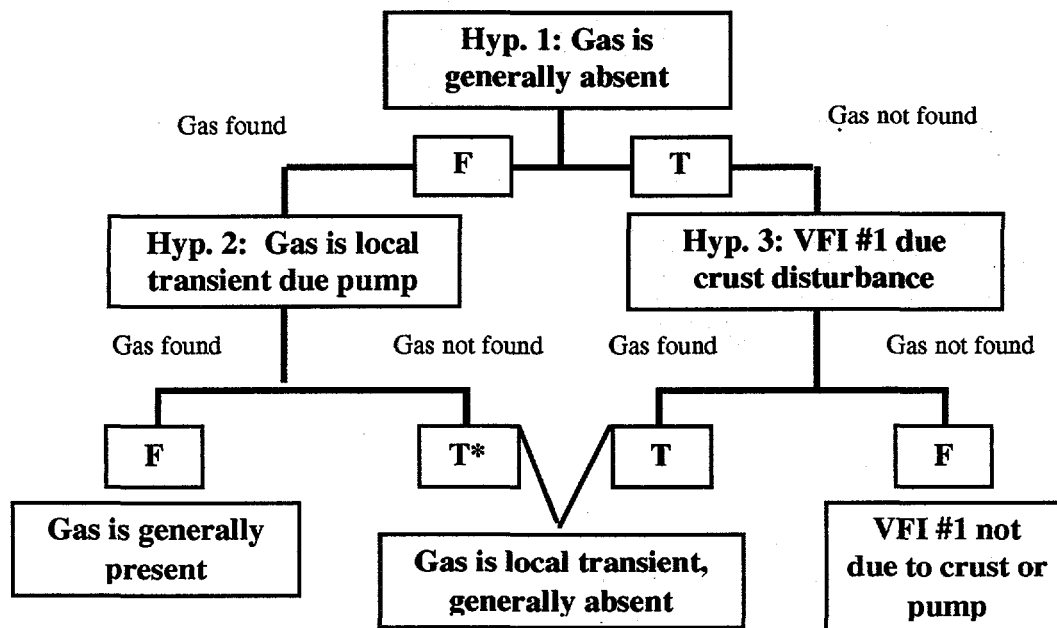 Hyp. 1: Gas is
generally absent
Gas found
Gas not found
F
T
Hyp. 2: Gas is local
transient due pump
Hyp. 3: VFI #1 due
crust disturbance
Gas found
Gas not found
Gas found
Gas not found
F
T*
T
F
Gas is generally
present
Gas is local transient,
generally absent
VFI #1 not
due to crust or
pump